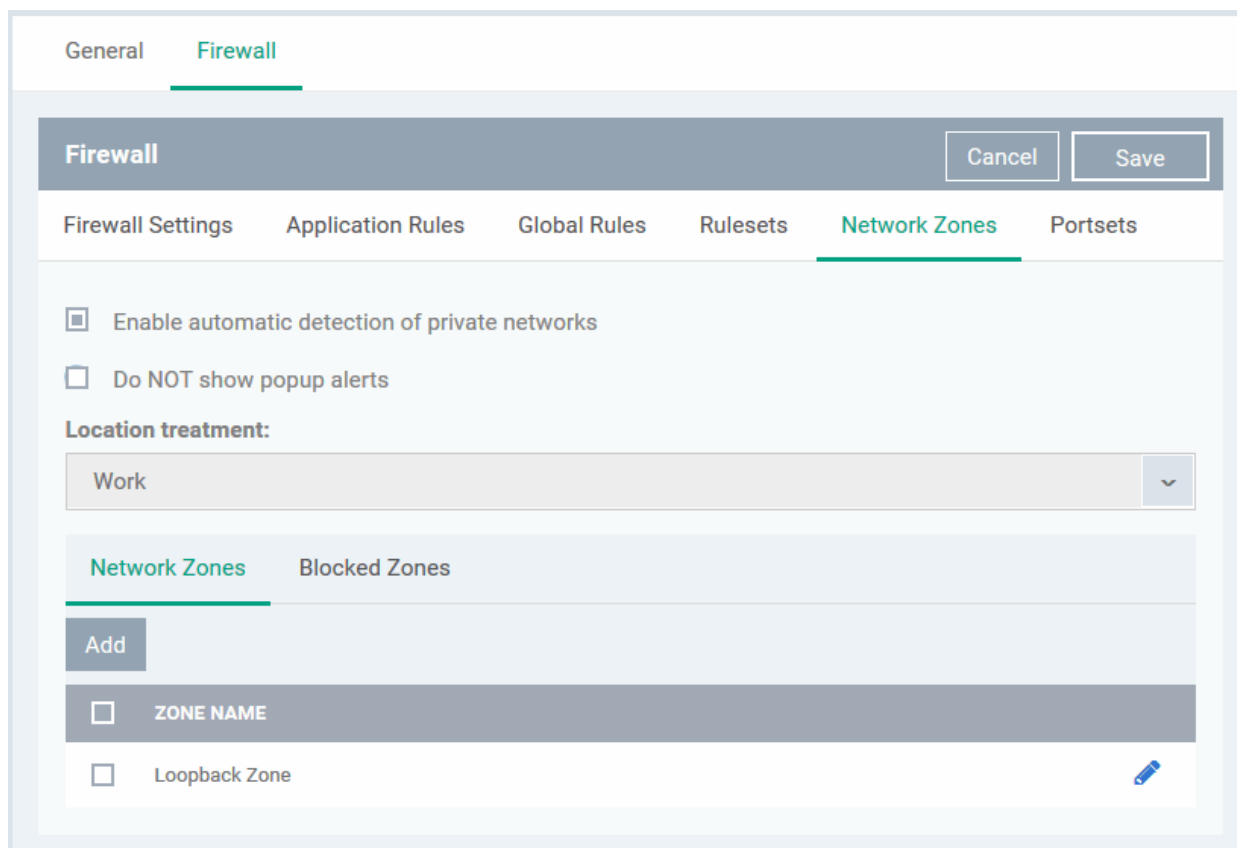 General Firewall
Firewall Cancel Save
Firewall Settings Application Rules Global Rules Rulesets Network Zones Portsets
Enable automatic detection of private networks
Do NOT show popup alerts
Location treatment:
Work
Network Zones Blocked Zones
Add
ZONE NAME
Loopback Zone